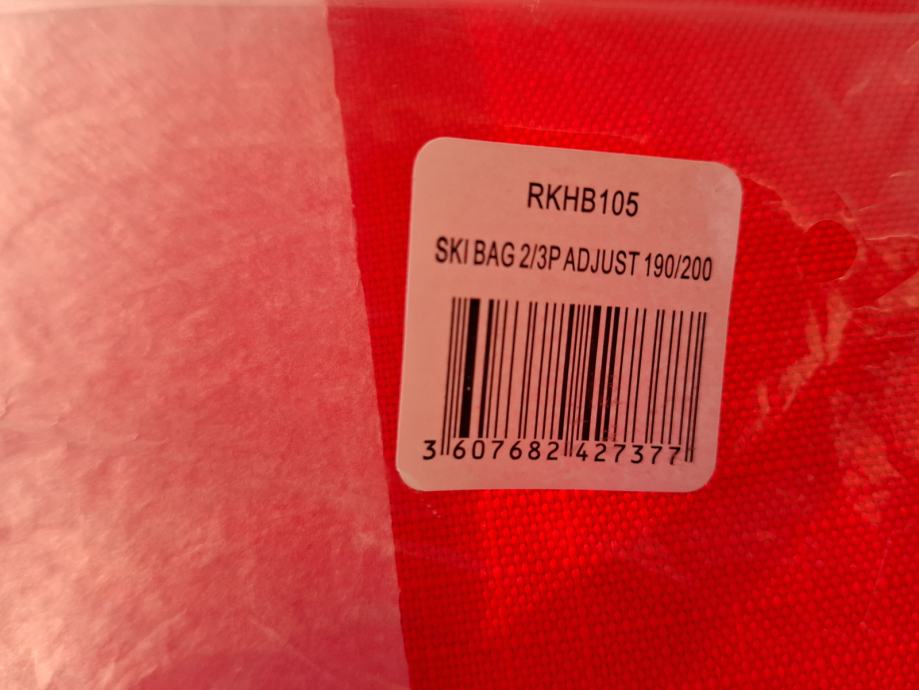 RKHB105
SKI BAG 2/3P ADJUST 190/200
3 607682 427377